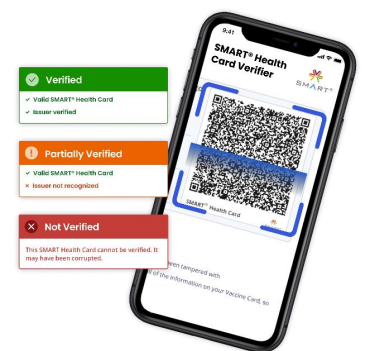 Verified
✓ Valid SMART® Health Card
✓ Issuer verified
Partially Verified
✓ Valid SMART® Health Card
× Issuer not recognized
Not Verified
This SMART Health Card cannot be verified. It
may have been corrupted.
9:41
SMART® Health
Card Verifier
SMART®
SMART® Health Card
been tampered with
of the information on your Vaccine Card, so